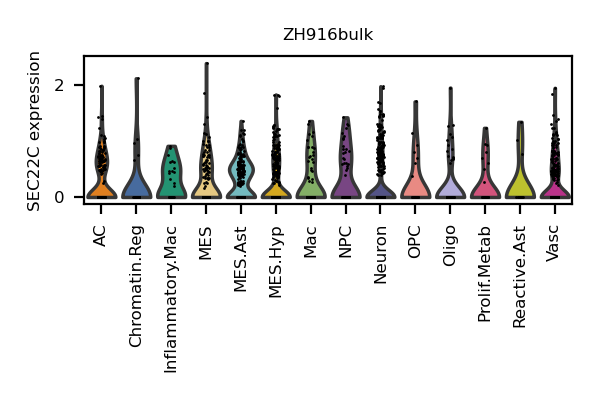 ZH916bulk
SEC22C expression
2
0
AC
Chromatin.Reg
Inflammatory.Mac
MES
MES.Ast
MES.Hyp
Mac
NPC
Neuron
OPC
Oligo
Prolif.Metab
Reactive.Ast
Vasc